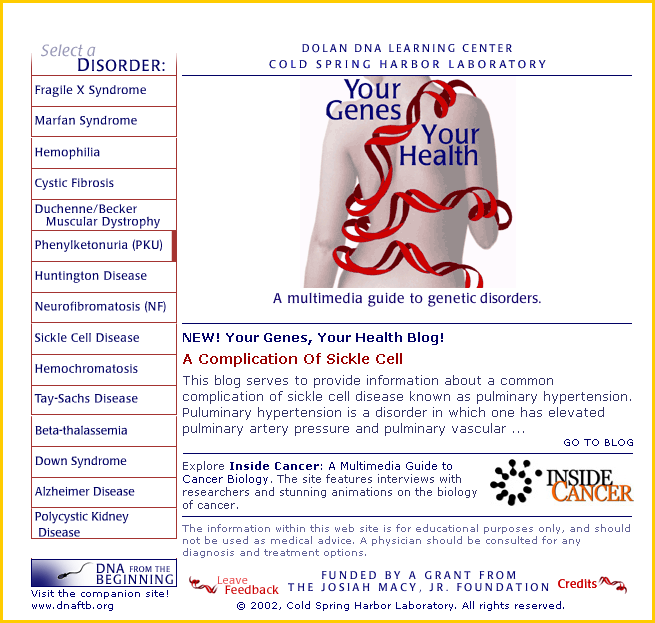 Select a
DISORDER:
Fragile X Syndrome
Marfan Syndrome
Hemophilia
Cystic Fibrosis
Duchenne/Becker
Muscular Dystrophy
Phenylketonuria (PKU)
Huntington Disease
Neurofibromatosis (NF)
Sickle Cell Disease
Hemochromatosis
Tay-Sachs Disease
Beta-thalassemia
Down Syndrome
Alzheimer Disease
Polycystic Kidney
Disease
DNA FROM THE
BEGINNING
Visit the companion site!
www.dnaftb.org
DOLAN DNA LEARNING CENTER
COLD SPRING HARBOR LABORATORY
Your
Genes
Your
Health
A multimedia guide to genetic disorders.
NEW! Your Genes, Your Health Blog!
A Complication Of Sickle Cell
This blog serves to provide information about a common
complication of sickle cell disease known as pulminary hypertension.
Puluminary hypertension is a disorder in which one has elevated
pulminary artery pressure and pulminary vascular ...
GO TO BLOG
Explore Inside Cancer: A Multimedia Guide to
Cancer Biology. The site features interviews with
researchers and stunning animations on the biology
of cancer.
INSIDE
CANCER
The information within this web site is for educational purposes only, and should
not be used as medical advice. A physician should be consulted for any
diagnosis and treatment options.
Leave
Feedback
FUNDED BY A GRANT FROM
THE JOSIAH MACY, JR. FOUNDATION
Credits
© 2002, Cold Spring Harbor Laboratory. All rights reserved.